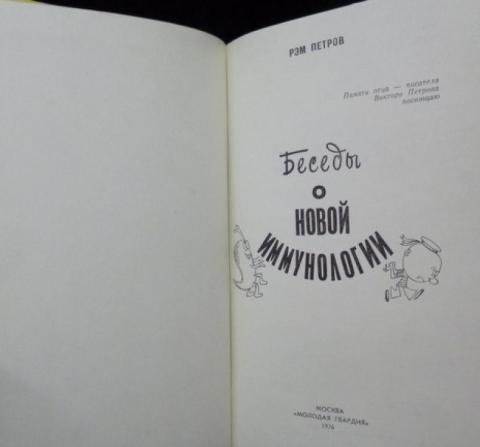 РЭМ ПЕТРОВ
Памяти отца — писателя
Виктора Петрова
посвящаю
Беседы
о
НОВОЙ
ИММУНОЛОГИИ
МОСКВА
«МОЛОДАЯ ГВАРДИЯ»
1976